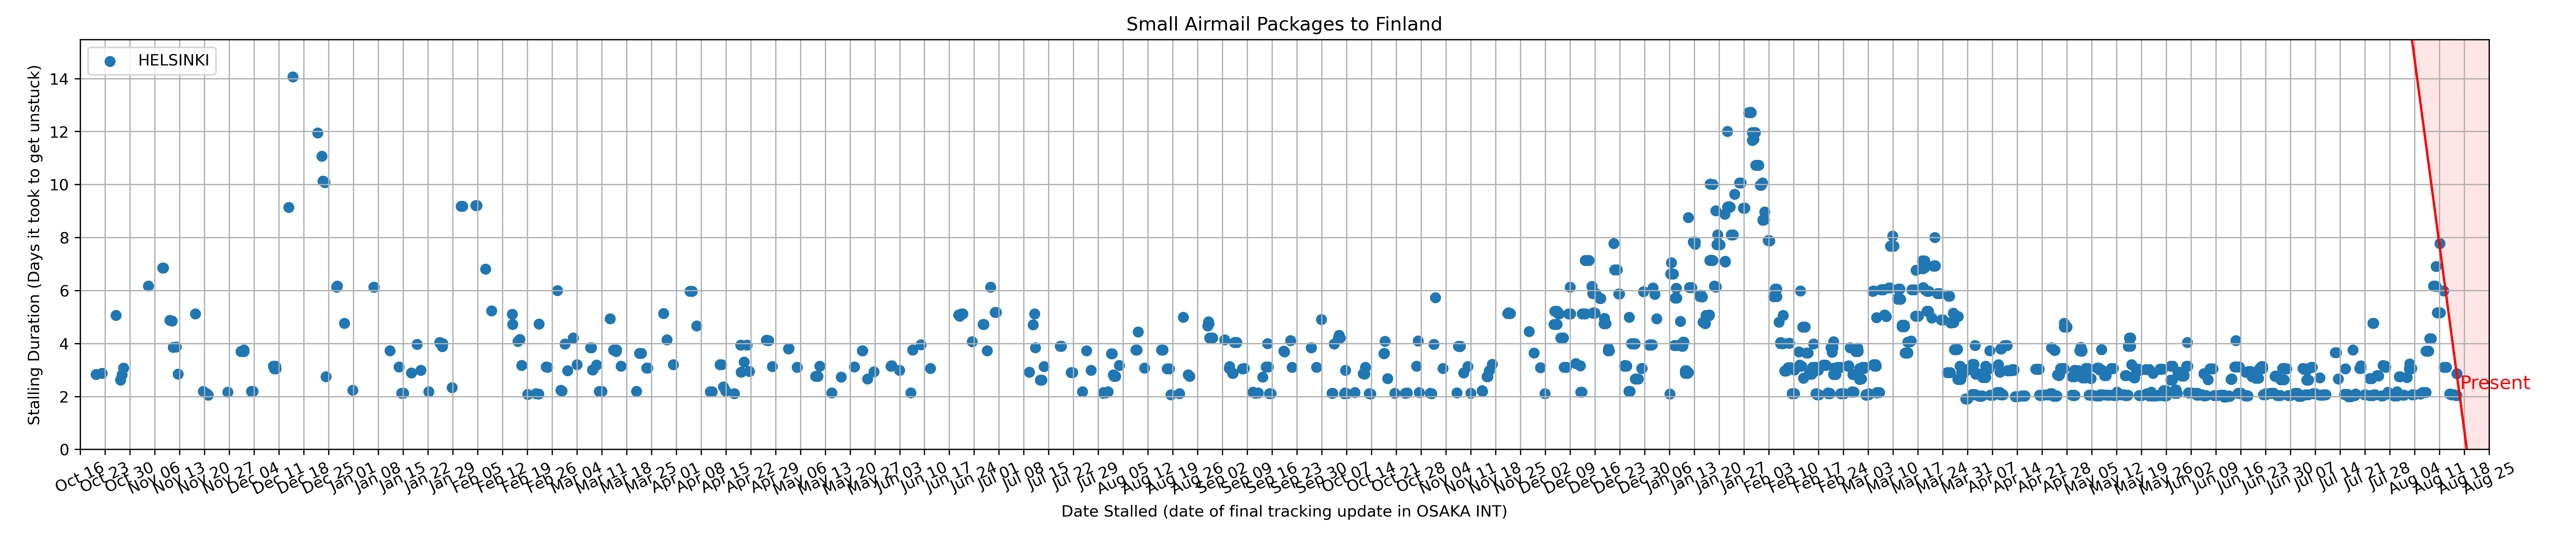 Small Airmail Packages to Finland
HELSINKI
Stalling Duration (Days it took to get unstuck)
14
12
10
8
6
4
2
0
Present
Oct 16 Oct 23 Oct 30 Nov 06 Nov 13 Nov 20 Nov 27 Dec 04 Dec 11 Dec 18 Dec 25 Jan 01 Jan 08 Jan 15 Jan 22 Jan 29 Feb 05 Feb 12 Feb 19 Feb 26 Mar 04 Mar 11 Mar 18 Mar 25 Apr 01 Apr 08 Apr 15 Apr 22 Apr 29 May 06 May 13 May 20 May 27 Jun 03 Jun 10 Jun 17 Jun 24 Jul 01 Jul 08 Jul 15 Jul 22 Jul 29 Aug 05 Aug 12 Aug 19 Aug 26 Sep 02 Sep 09 Sep 16 Sep 23 Sep 30 Oct 07 Oct 14 Oct 21 Oct 28 Nov 04 Nov 11 Nov 18 Nov 25 Dec 02 Dec 09 Dec 16 Dec 23 Dec 30 Jan 06 Jan 13 Jan 20 Jan 27 Feb 03 Feb 10 Feb 17 Feb 24 Mar 03 Mar 10 Mar 17 Mar 24 Mar 31 Apr 07 Apr 14 Apr 21 Apr 28 May 05 May 12 May 19 May 26 Jun 02 Jun 09 Jun 16 Jun 23 Jun 30 Jul 07 Jul 14 Jul 21 Jul 28 Aug 04 Aug 11 Aug 18 Aug 25
Date Stalled (date of final tracking update in OSAKA INT)